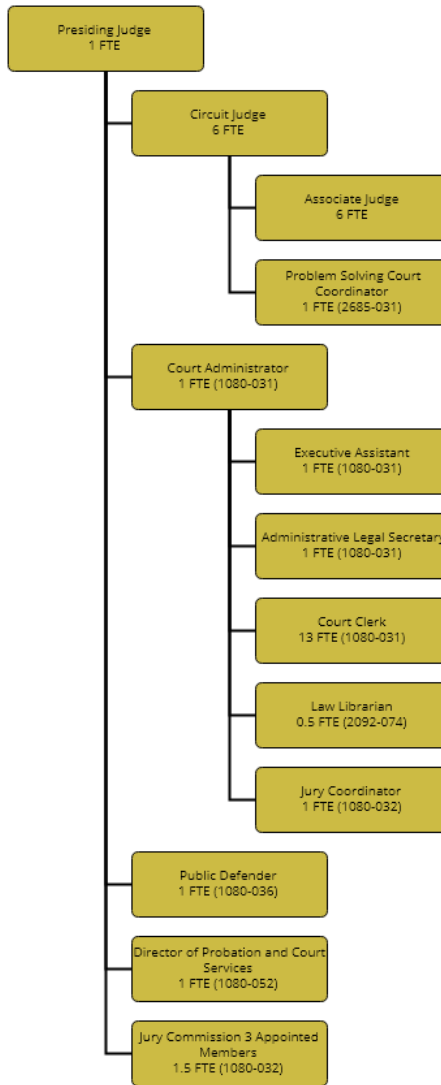 Presiding Judge
1 FTE
Circuit Judge
6 FTE
Associate Judge
6 FTE
Problem Solving Court
Coordinator
1 FTE (2685-031)
Court Administrator
1 FTE (1080-031)
Executive Assistant
1 FTE (1080-031)
Administrative Legal Secretary
1 FTE (1080-031)
Court Clerk
13 FTE (1080-031)
Law Librarian
0.5 FTE (2092-074)
Jury Coordinator
1 FTE (1080-032)
Public Defender
1 FTE (1080-036)
Director of Probation and Court
Services
1 FTE (1080-052)
Jury Commission 3 Appointed
Members
1.5 FTE (1080-032)